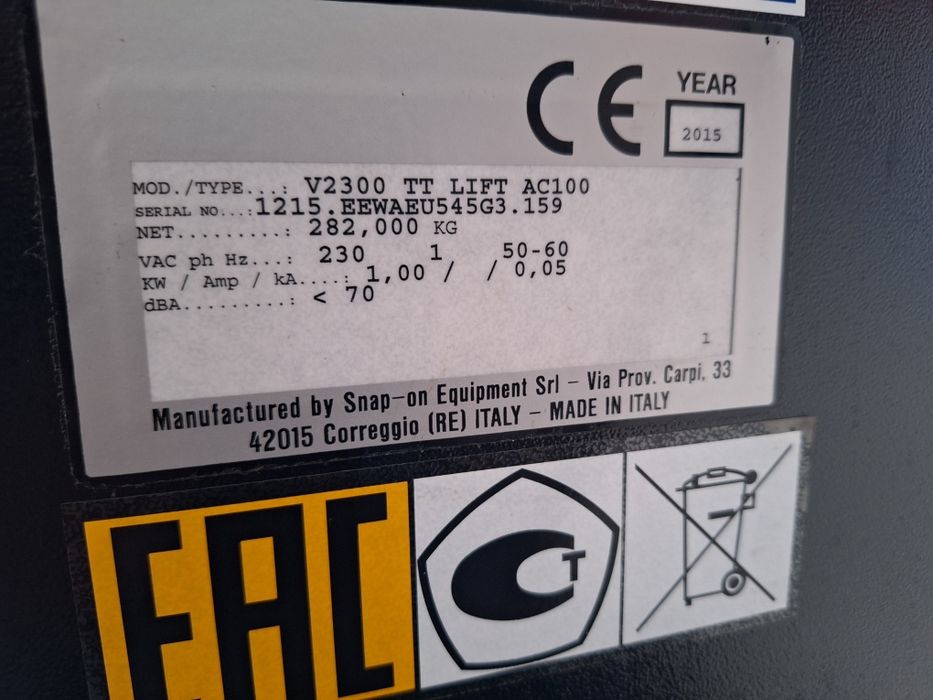 CE YEAR
2015
MOD./TYPE...: V2300 TT LIFT AC100
SERIAL NO...:1215.EEWAEU545G3.159
NET.........: 282,000 KG
VAC ph Hz...: 230 1 50-60
KW / Amp / kA....: 1,00 / / 0,05
dBA.........: < 70
1
Manufactured by Snap-on Equipment Srl - Via Prov. Carpi, 33
42015 Correggio (RE) ITALY - MADE IN ITALY
EAC
CT